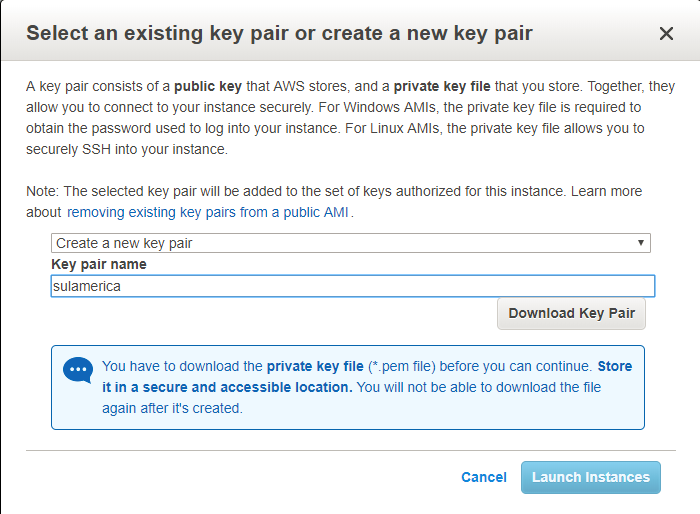 Select an existing key pair or create a new key pair
A key pair consists of a public key that AWS stores, and a private key file that you store. Together, they
allow you to connect to your instance securely. For Windows AMIs, the private key file is required to
obtain the password used to log into your instance. For Linux AMIs, the private key file allows you to
securely SSH into your instance.
Note: The selected key pair will be added to the set of keys authorized for this instance. Learn more
about removing existing key pairs from a public AMI.
Create a new key pair
Key pair name
sulamerica
Download Key Pair
You have to download the private key file (*.pem file) before you can continue. Store
it in a secure and accessible location. You will not be able to download the file
again after it's created.
Cancel Launch Instances